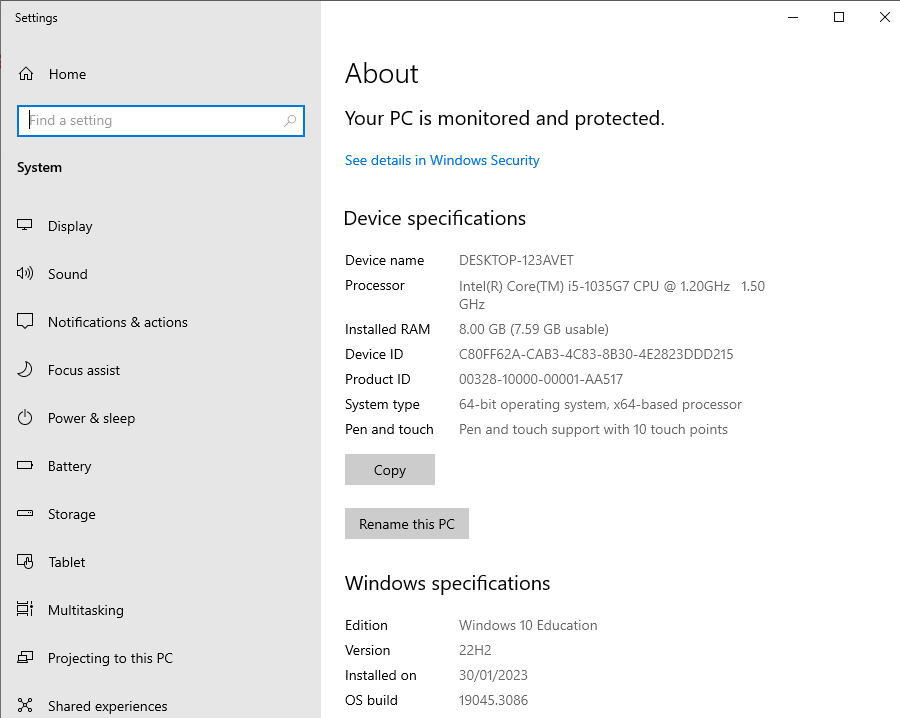 Settings
Home
Find a setting
System
Display
Sound
Notifications & actions
Focus assist
Power & sleep
Battery
Storage
Tablet
Multitasking
Projecting to this PC
Shared experiences
About
Your PC is monitored and protected.
See details in Windows Security
Device specifications
Device name DESKTOP-123AVET
Processor Intel(R) Core(TM) i5-1035G7 CPU @ 1.20GHz 1.50
GHz
Installed RAM 8.00 GB (7.59 GB usable)
Device ID C80FF62A-CAB3-4C83-8B30-4E2823DDD215
Product ID 00328-10000-00001-AA517
System type 64-bit operating system, x64-based processor
Pen and touch Pen and touch support with 10 touch points
Copy
Rename this PC
Windows specifications
Edition Windows 10 Education
Version 22H2
Installed on 30/01/2023
OS build 19045.3086